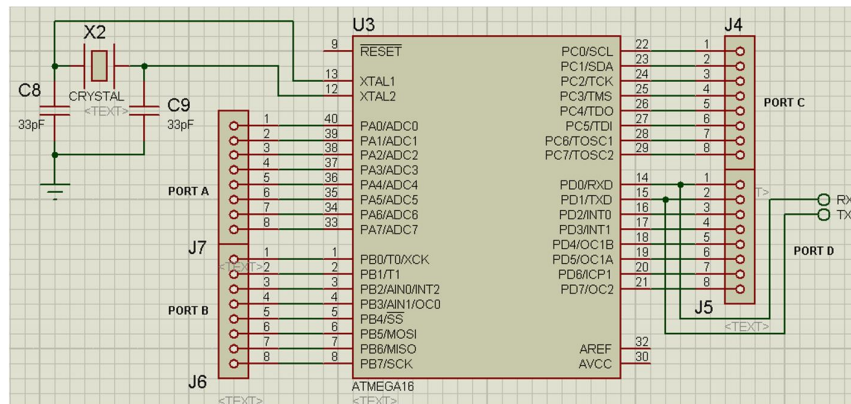 X2
CRYSTAL
<TEXT>
C8
33pF
C9
33pF
U3
9 RESET
13 XTAL1
12 XTAL2
1 40 PA0/ADC0
2 39 PA1/ADC1
3 38 PA2/ADC2
4 37 PA3/ADC3
5 36 PA4/ADC4
6 35 PA5/ADC5
7 34 PA6/ADC6
8 33 PA7/ADC7
PORT A
J7
<TEXT>
1 1 PB0/T0/XCK
2 2 PB1/T1
3 3 PB2/AIN0/INT2
4 4 PB3/AIN1/OC0
5 5 PB4/SS
6 6 PB5/MOSI
7 7 PB6/MISO
8 8 PB7/SCK
PORT B
J6
<TEXT>
J4
PC0/SCL 22 1
PC1/SDA 23 2
PC2/TCK 24 3
PC3/TMS 25 4
PC4/TDO 26 5
PC5/TDI 27 6
PC6/TOSC1 28 7
PC7/TOSC2 29 8
PORT C
PD0/RXD 14 1
PD1/TXD 15 2
PD2/INT0 16 3
PD3/INT1 17 4
PD4/OC1B 18 5
PD5/OC1A 19 6
PD6/ICP1 20 7
PD7/OC2 21 8
T>
RX
TX
PORT D
J5
<TEXT>
AREF 32
AVCC 30
ATMEGA16
<TEXT>